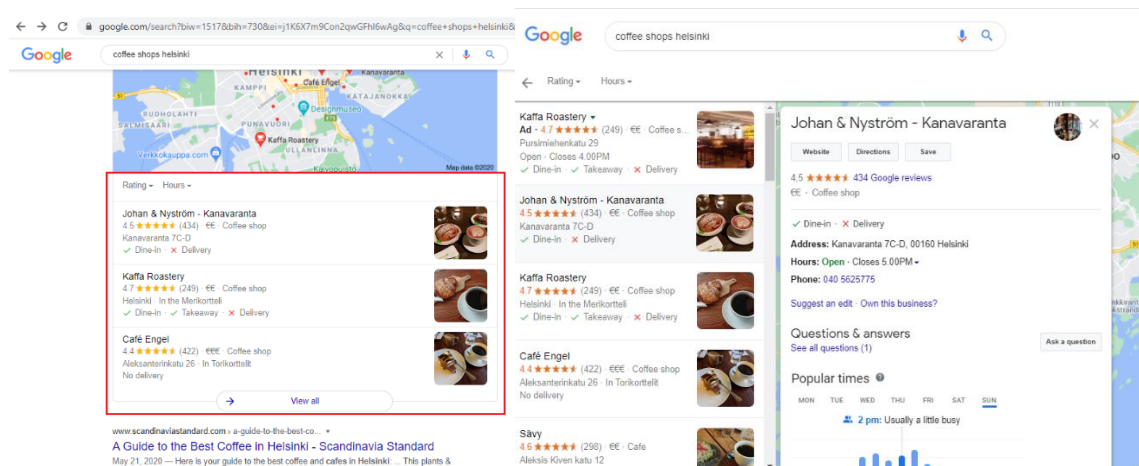 google.com/search?biw=1517&bih=730&ei=j1K6X7m9Con2qwGFhI6wAg&q=coffee+shops+helsinki&
Google
coffee shops helsinki
Helsinki
Kanavaranta
KAMPPI
Café Engel
KATAJANOKKA
RUOHOLAHTI
Designmuseo
SALMISAARI
PUNAVUORI
Kaffa Roastery
ULLANLINNA
Verkkokauppa.com
Kaivopuisto
Map data ©2020
Rating Hours
Johan & Nyström - Kanavaranta
4.5 (434) · €€ · Coffee shop
Kanavaranta 7C-D
Dine-in · Delivery
Kaffa Roastery
4.7 (249) · €€ · Coffee shop
Helsinki · In the Merikortteli
Dine-in · Takeaway · Delivery
Café Engel
4.4 (422) · €€€ · Coffee shop
Aleksanterinkatu 26 · In Torikorttelit
No delivery
View all
www.scandinaviastandard.com › a-guide-to-the-best-co...
A Guide to the Best Coffee in Helsinki - Scandinavia Standard
May 21, 2020 — Here is your guide to the best coffee and cafes in Helsinki: ... This plants &
Google
coffee shops helsinki
Rating Hours
Kaffa Roastery
Ad · 4.7 (249) · €€ · Coffee s...
Pursimiehenkatu 29
Open · Closes 4:00PM
Dine-in · Takeaway · Delivery
Johan & Nyström - Kanavaranta
4.5 (434) · €€ · Coffee shop
Kanavaranta 7C-D
Dine-in · Delivery
Kaffa Roastery
4.7 (249) · €€ · Coffee shop
Helsinki · In the Merikortteli
Dine-in · Takeaway · Delivery
Café Engel
4.4 (422) · €€€ · Coffee shop
Aleksanterinkatu 26 · In Torikorttelit
No delivery
Sävy
4.6 (298) · €€ · Cafe
Aleksis Kiven katu 12
Johan & Nyström - Kanavaranta
Website Directions Save
4.5 434 Google reviews
€€ · Coffee shop
Dine-in · Delivery
Address: Kanavaranta 7C-D, 00160 Helsinki
Hours: Open · Closes 5:00PM
Phone: 040 5625775
Suggest an edit · Own this business?
Questions & answers
See all questions (1)
Ask a question
Popular times
MON TUE WED THU FRI SAT SUN
2 pm: Usually a little busy